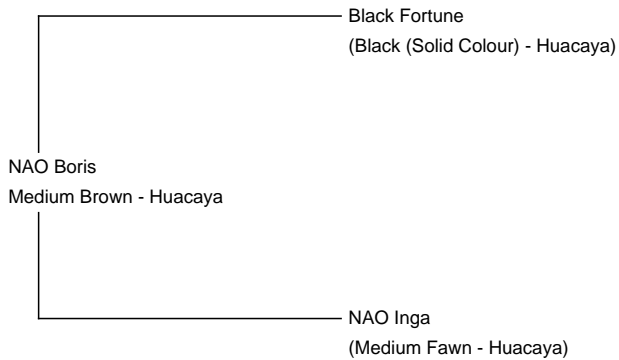 Black Fortune
(Black (Solid Colour) - Huacaya)
NAO Boris
Medium Brown - Huacaya
NAO Inga
(Medium Fawn - Huacaya)